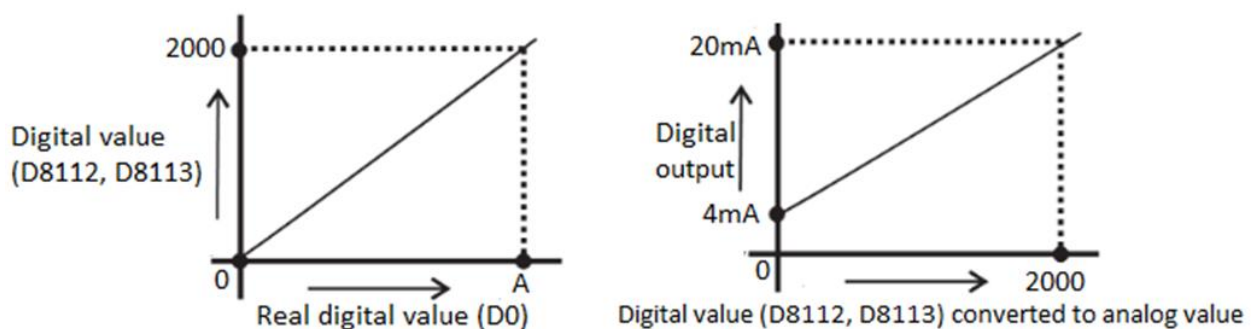 2000
Digital value
(D8112, D8113)
0
A
Real digital value (D0)
20mA
Digital
output
4mA
0
2000
Digital value (D8112, D8113) converted to analog value